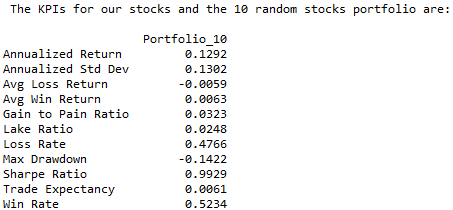 The KPIs for our stocks and the 10 random stocks portfolio are:
Portfolio_10
Annualized Return 0.1292
Annualized Std Dev 0.1302
Avg Loss Return -0.0059
Avg Win Return 0.0063
Gain to Pain Ratio 0.0323
Lake Ratio 0.0248
Loss Rate 0.4766
Max Drawdown -0.1422
Sharpe Ratio 0.9929
Trade Expectancy 0.0061
Win Rate 0.5234